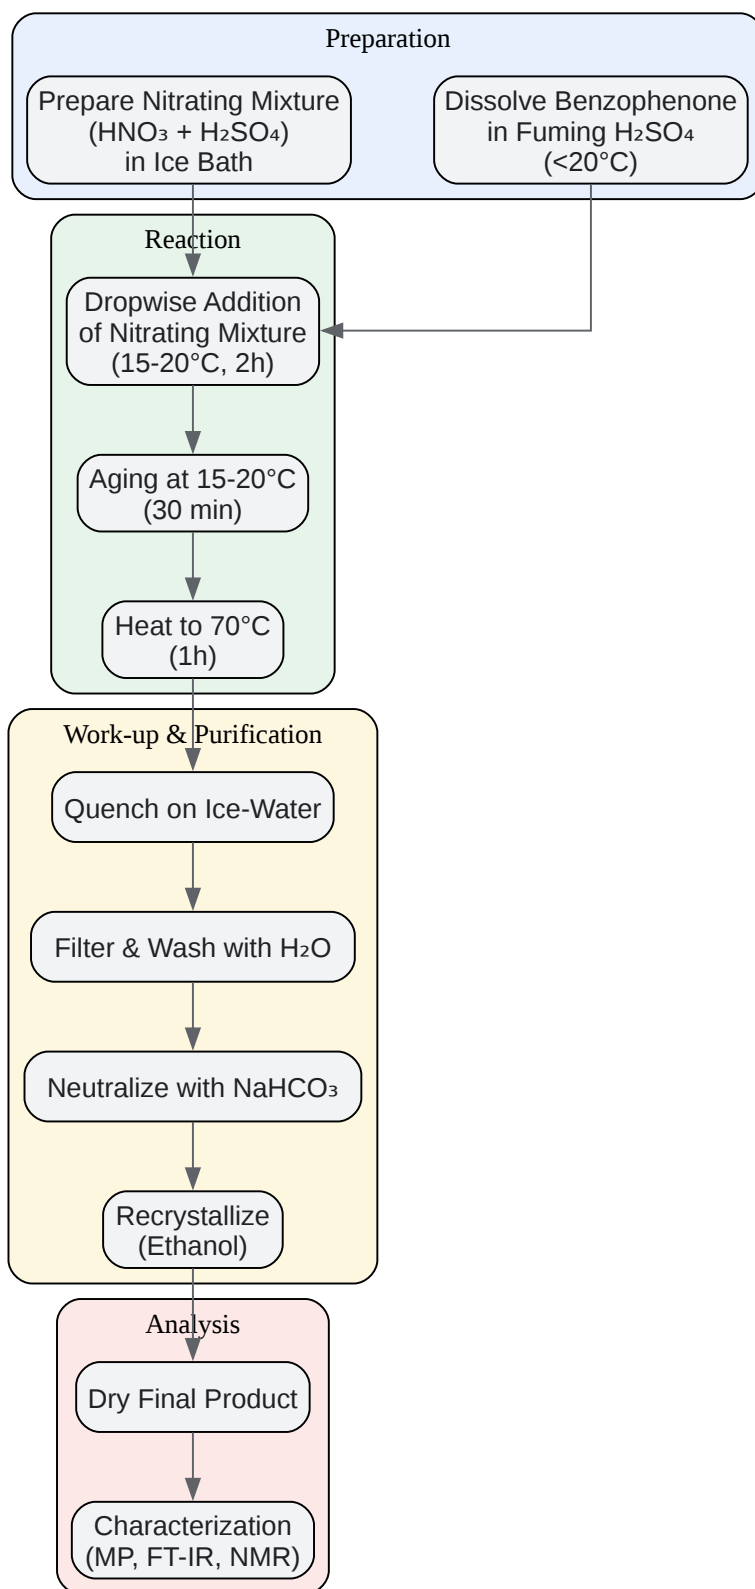 Preparation
Prepare Nitrating Mixture
(HNO₃ + H₂SO₄)
in Ice Bath
Dissolve Benzophenone
in Fuming H₂SO₄
(<20°C)
Reaction
Dropwise Addition
of Nitrating Mixture
(15-20°C, 2h)
Aging at 15-20°C
(30 min)
Heat to 70°C
(1h)
Work-up & Purification
Quench on Ice-Water
Filter & Wash with H₂O
Neutralize with NaHCO₃
Recrystallize
(Ethanol)
Analysis
Dry Final Product
Characterization
(MP, FT-IR, NMR)